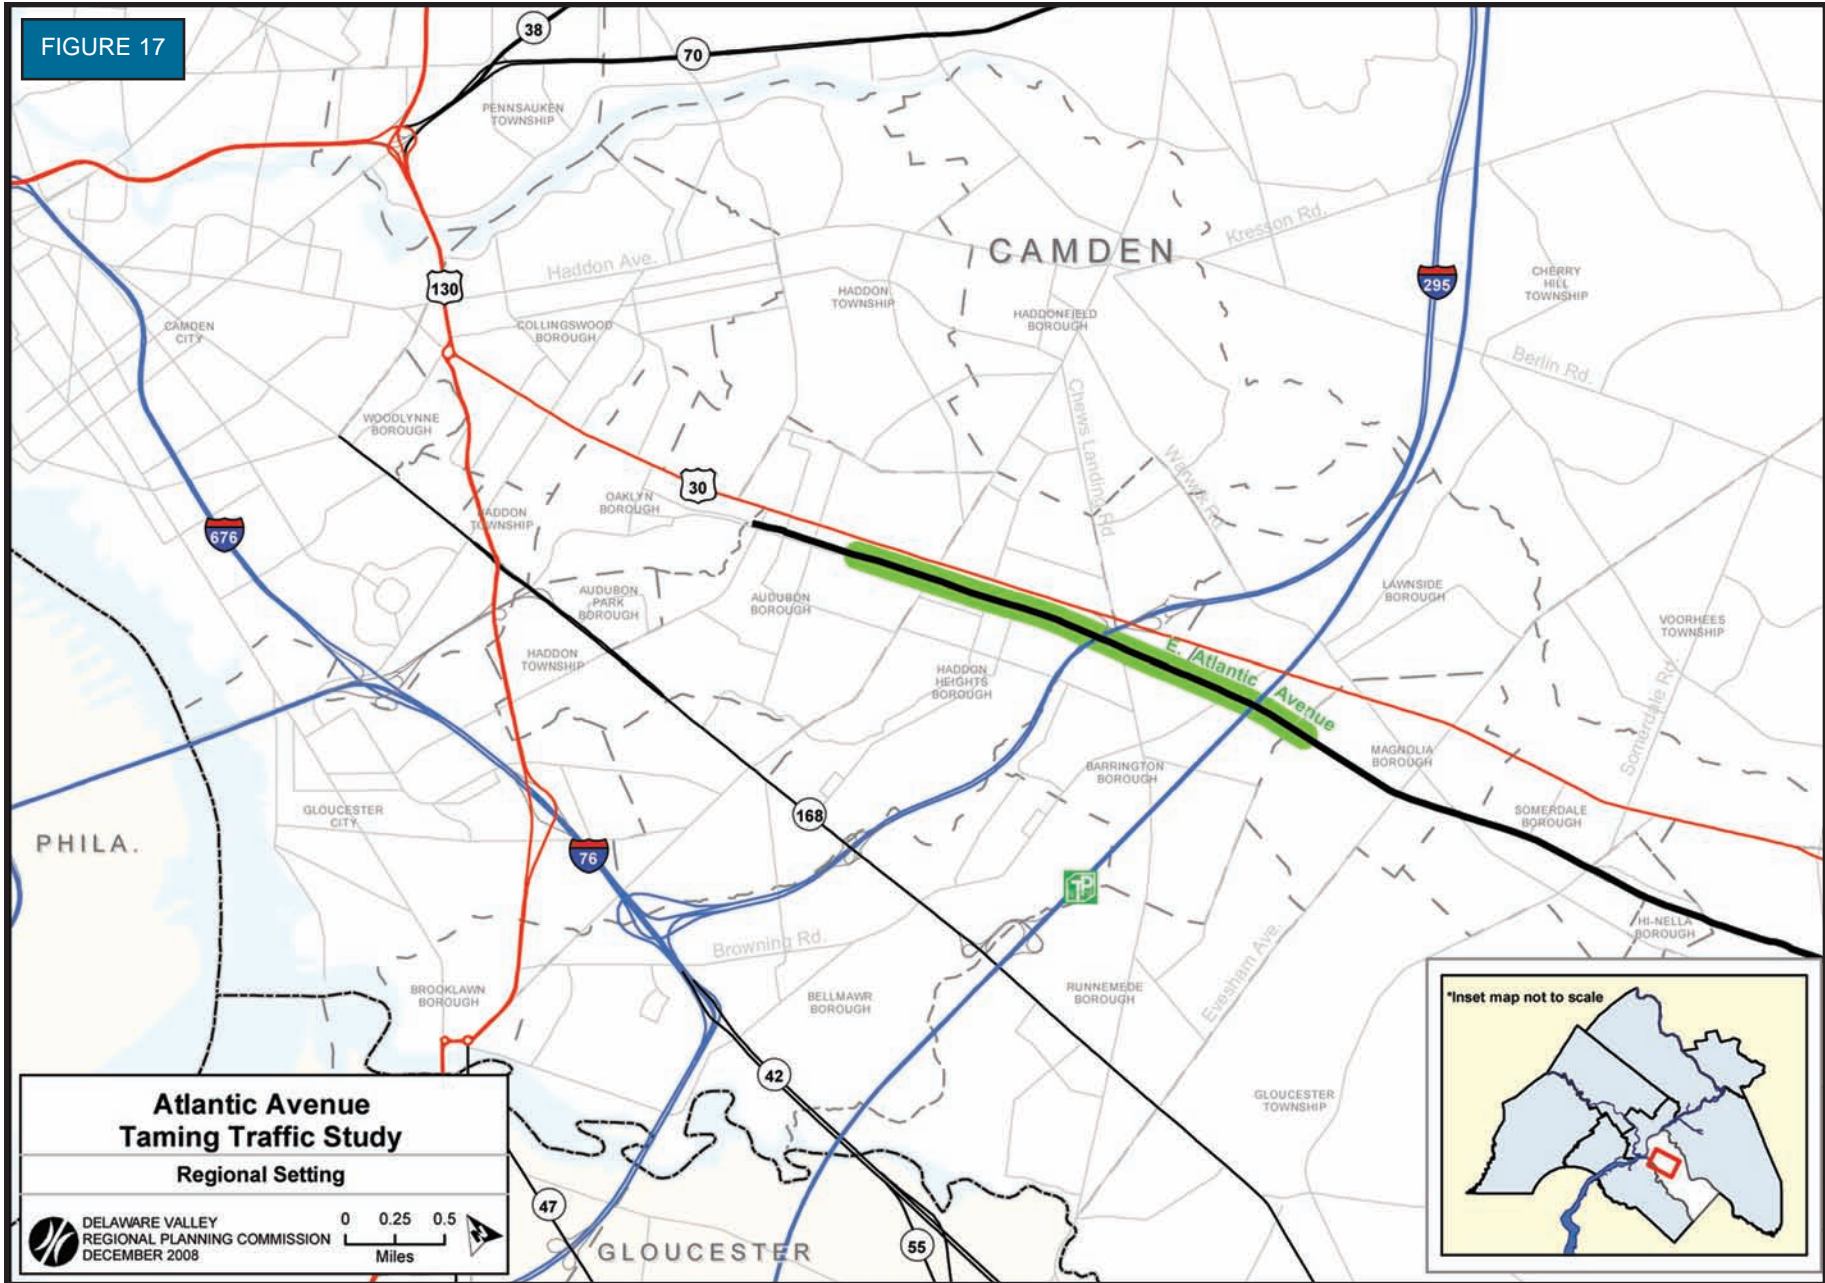 FIGURE 17
38
70
PENNSAUKEN
TOWNSHIP
CAMDEN
Kresson Rd.
Haddon Ave.
130
295
CHERRY
HILL
TOWNSHIP
HADDON
TOWNSHIP
HADDONFIELD
BOROUGH
CAMDEN
CITY
COLLINGSWOOD
BOROUGH
Berlin Rd.
Chews Landing Rd
WOODLYNNE
BOROUGH
Warwick Rd.
30
OAKLYN
BOROUGH
HADDON
TOWNSHIP
676
AUDUBON
PARK
BOROUGH
AUDUBON
BOROUGH
LAWNSIDE
BOROUGH
VOORHEES
TOWNSHIP
HADDON
TOWNSHIP
HADDON
HEIGHTS
BOROUGH
E. Atlantic Avenue
Somerdale Rd.
MAGNOLIA
BOROUGH
BARRINGTON
BOROUGH
GLOUCESTER
CITY
168
SOMERDALE
BOROUGH
PHILA.
76
TP
HI-NELLA
BOROUGH
Browning Rd.
Evesham Ave.
BROOKLAWN
BOROUGH
BELLMAWR
BOROUGH
RUNNEMEDE
BOROUGH
42
GLOUCESTER
TOWNSHIP
47
55
GLOUCESTER
*Inset map not to scale
Atlantic Avenue
Taming Traffic Study
Regional Setting
DELAWARE VALLEY
REGIONAL PLANNING COMMISSION
DECEMBER 2008
0 0.25 0.5
Miles
N